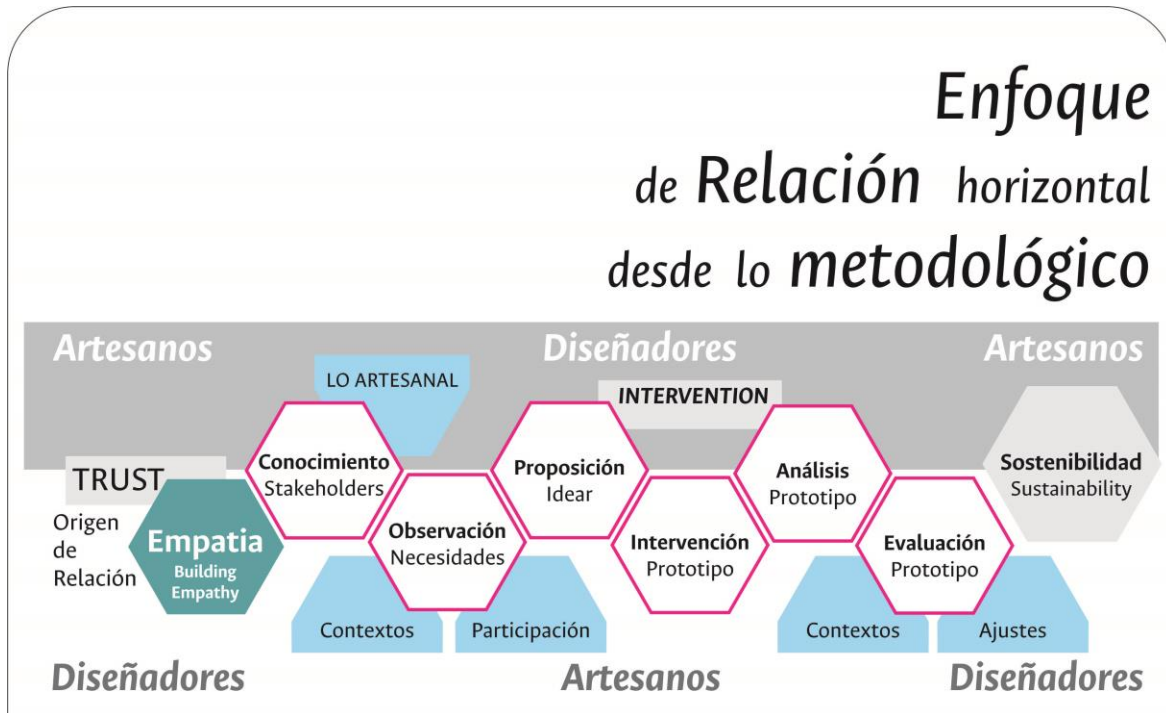 Enfoque
de Relación horizontal
desde lo metodológico
Artesanos
Diseñadores
Artesanos
LO ARTESANAL
INTERVENTION
TRUST
Origen
de
Relación
Empatia
Building
Empathy
Conocimiento
Stakeholders
Observación
Necesidades
Proposición
Idear
Intervención
Prototipo
Análisis
Prototipo
Evaluación
Prototipo
Sostenibilidad
Sustainability
Contextos
Participación
Contextos
Ajustes
Diseñadores
Artesanos
Diseñadores